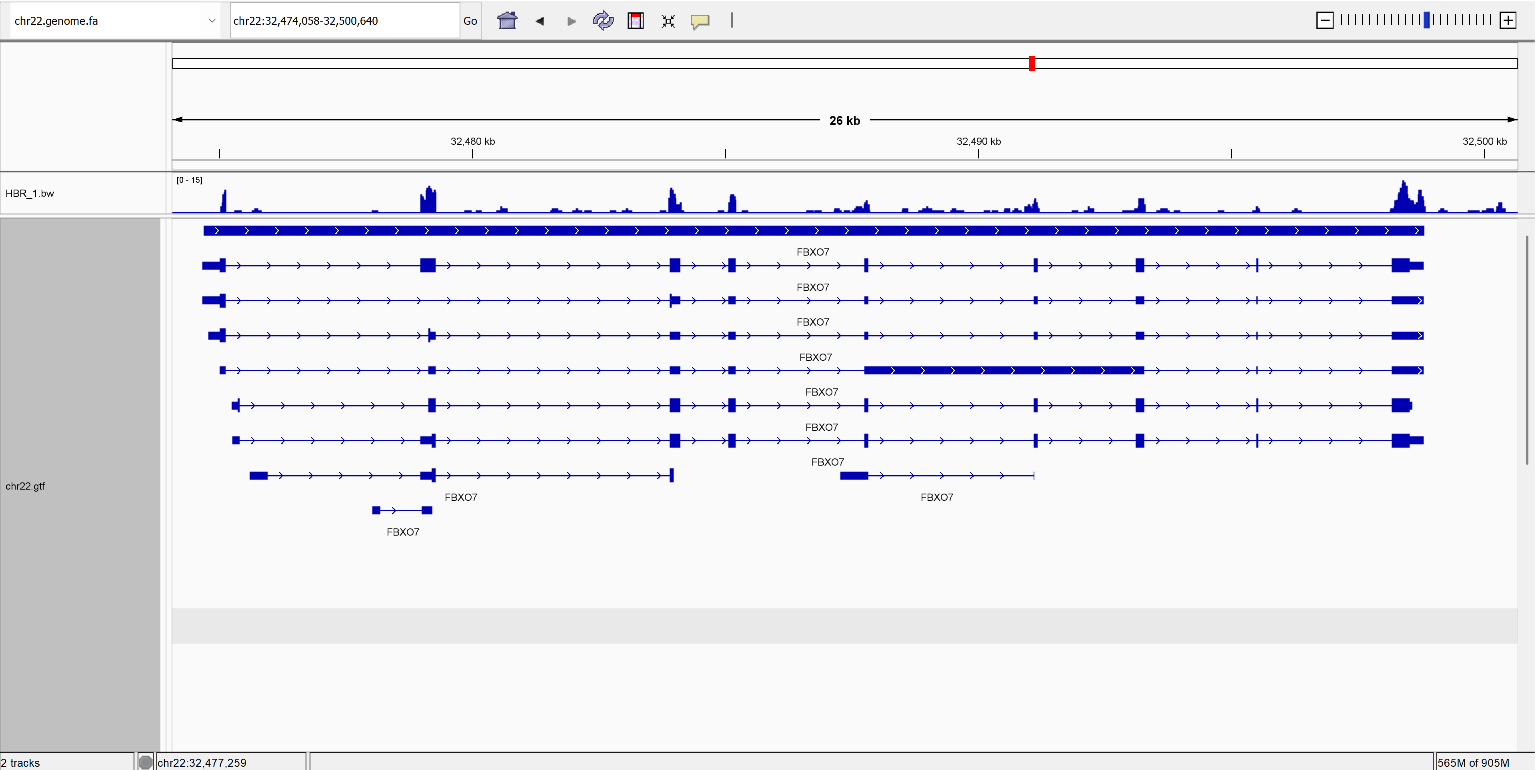 chr22.genome.fa chr22:32,474,058-32,500,640 Go
26 kb
32,480 kb 32,490 kb 32,500 kb
[0 - 15]
HBR_1.bw
FBXO7
FBXO7
FBXO7
FBXO7
FBXO7
FBXO7
FBXO7
chr22.gtf
FBXO7 FBXO7
FBXO7
2 tracks chr22:32,477,259 565M of 905M